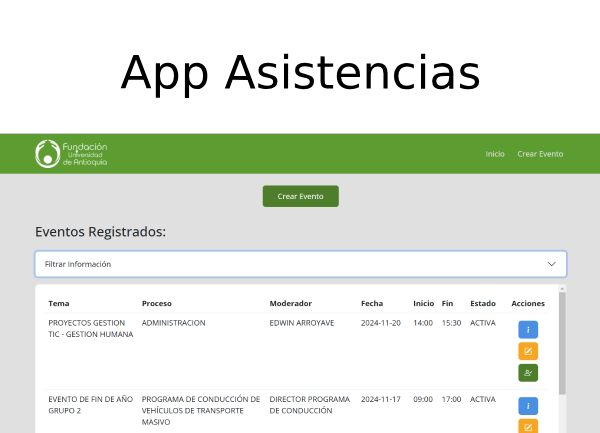 App Asistencias
Fundación
Universidad
de Antioquia
Inicio Crear Evento
Crear Evento
Eventos Registrados:
Filtrar Información
Tema Proceso Moderador Fecha Inicio Fin Estado Acciones
PROYECTOS GESTION ADMINISTRACION EDWIN ARROYAVE 2024-11-20 14:00 15:30 ACTIVA
TIC - GESTION HUMANA
EVENTO DE FIN DE AÑO PROGRAMA DE CONDUCCIÓN DE DIRECTOR PROGRAMA 2024-11-17 09:00 17:00 ACTIVA
GRUPO 2 VEHÍCULOS DE TRANSPORTE DE CONDUCCIÓN
MASIVO